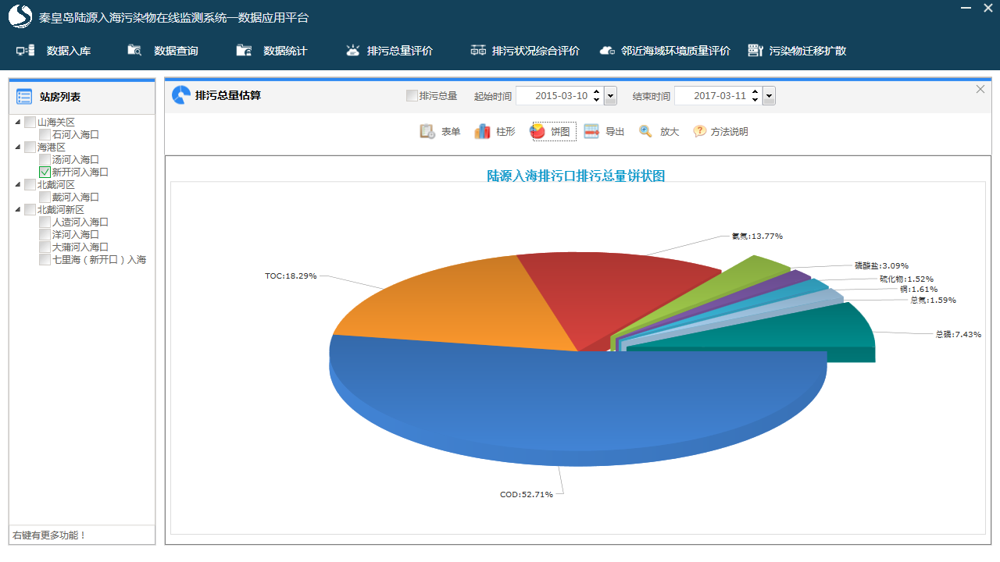 秦皇岛陆源入海污染物在线监测系统—数据应用平台
数据入库 数据查询 数据统计 排污总量评价 排污状况综合评价 邻近海域环境质量评价 污染物迁移扩散
站房列表
山海关区
石河入海口
海港区
汤河入海口
新开河入海口
北戴河区
戴河入海口
北戴河新区
人造河入海口
洋河入海口
大蒲河入海口
七里海（新开口）入海
右键有更多功能！
排污总量估算
排污总量 起始时间 2015-03-10 结束时间 2017-03-11
表单 柱形 饼图 导出 放大 方法说明
陆源入海排污口排污总量饼状图
氨氮:13.77%
磷酸盐:3.09%
TOC:18.29%
硫化物:1.52%
铜:1.61%
总氮:1.59%
总磷:7.43%
COD:52.71%